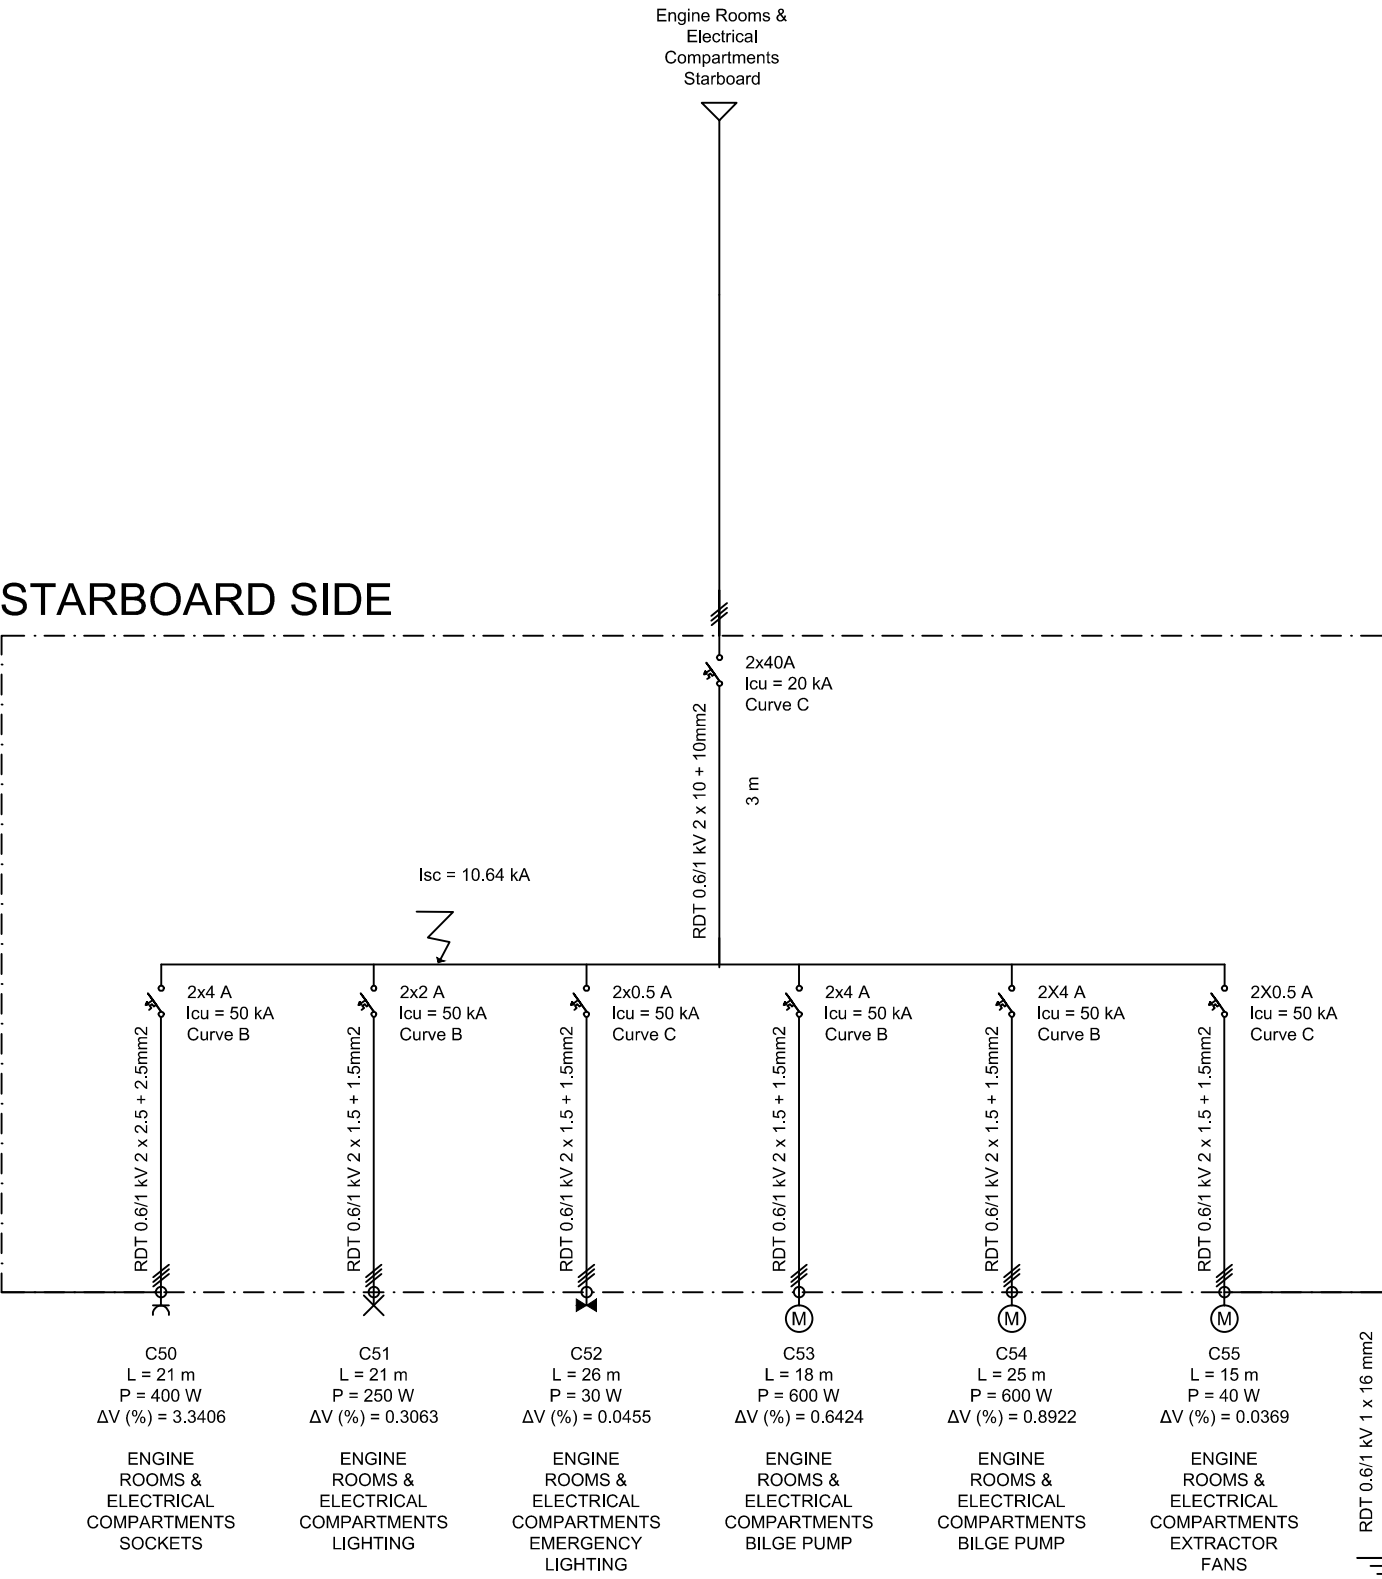 Engine Rooms &
Electrical
Compartments
Starboard
STARBOARD SIDE
2x40A
Icu = 20 kA
Curve C
RDT 0.6/1 kV 2 x 10 + 10mm2
3 m
Isc = 10.64 kA
2x4 A
Icu = 50 kA
Curve B
RDT 0.6/1 kV 2 x 2.5 + 2.5mm2
2x2 A
Icu = 50 kA
Curve B
RDT 0.6/1 kV 2 x 1.5 + 1.5mm2
2x0.5 A
Icu = 50 kA
Curve C
RDT 0.6/1 kV 2 x 1.5 + 1.5mm2
2x4 A
Icu = 50 kA
Curve B
RDT 0.6/1 kV 2 x 1.5 + 1.5mm2
2X4 A
Icu = 50 kA
Curve B
RDT 0.6/1 kV 2 x 1.5 + 1.5mm2
2X0.5 A
Icu = 50 kA
Curve C
RDT 0.6/1 kV 2 x 1.5 + 1.5mm2
M
M
M
C50
L = 21 m
P = 400 W
ΔV (%) = 3.3406
ENGINE
ROOMS &
ELECTRICAL
COMPARTMENTS
SOCKETS
C51
L = 21 m
P = 250 W
ΔV (%) = 0.3063
ENGINE
ROOMS &
ELECTRICAL
COMPARTMENTS
LIGHTING
C52
L = 26 m
P = 30 W
ΔV (%) = 0.0455
ENGINE
ROOMS &
ELECTRICAL
COMPARTMENTS
EMERGENCY
LIGHTING
C53
L = 18 m
P = 600 W
ΔV (%) = 0.6424
ENGINE
ROOMS &
ELECTRICAL
COMPARTMENTS
BILGE PUMP
C54
L = 25 m
P = 600 W
ΔV (%) = 0.8922
ENGINE
ROOMS &
ELECTRICAL
COMPARTMENTS
BILGE PUMP
C55
L = 15 m
P = 40 W
ΔV (%) = 0.0369
ENGINE
ROOMS &
ELECTRICAL
COMPARTMENTS
EXTRACTOR
FANS
RDT 0.6/1 kV 1 x 16 mm2